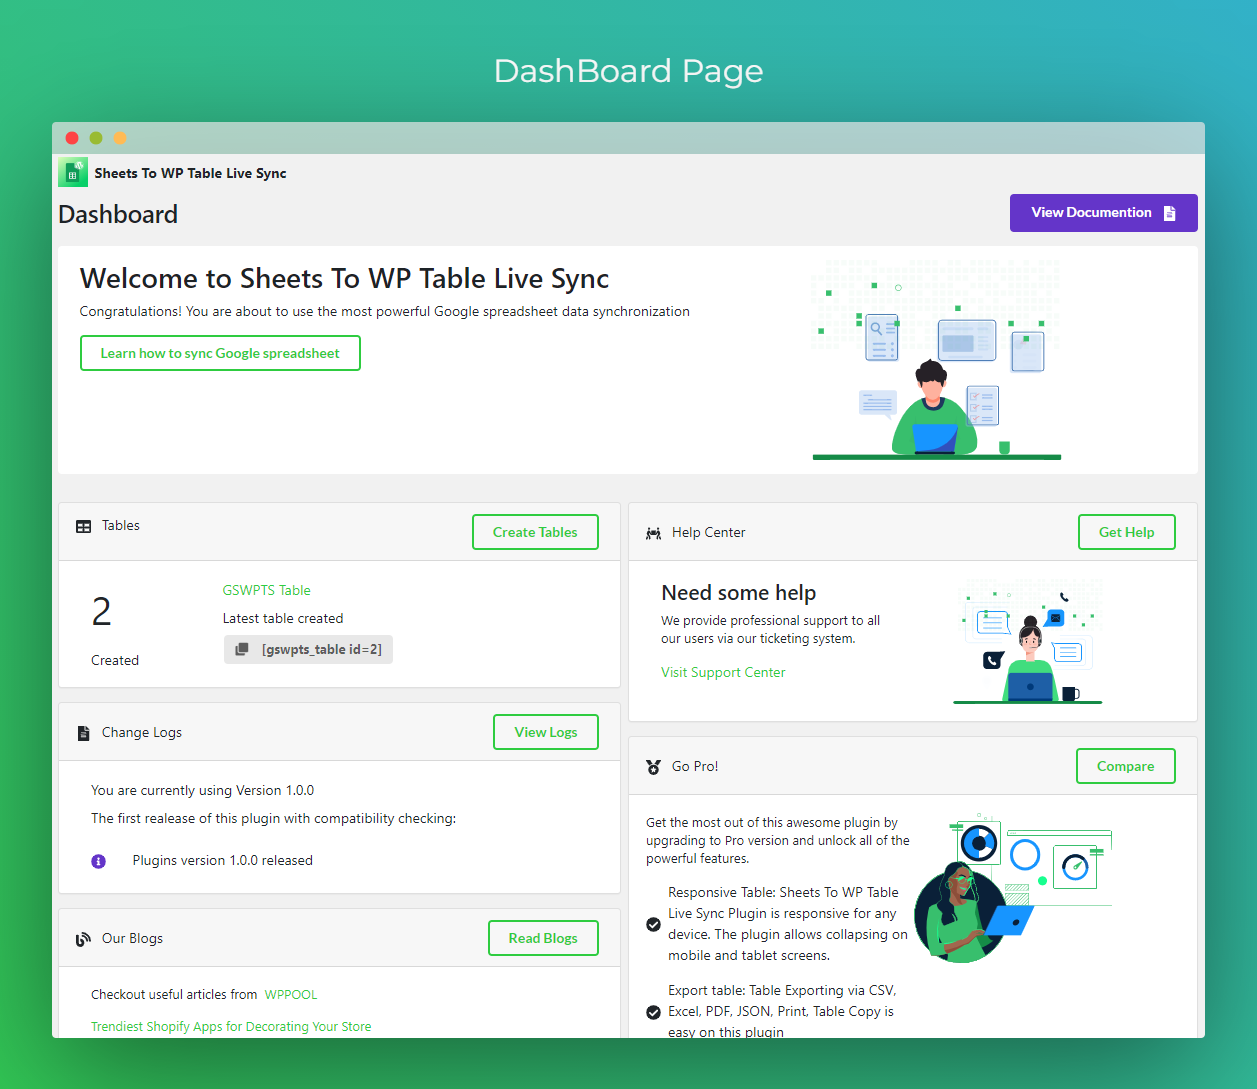 DashBoard Page
Sheets To WP Table Live Sync
Dashboard
View Documention
Welcome to Sheets To WP Table Live Sync
Congratulations! You are about to use the most powerful Google spreadsheet data synchronization
Learn how to sync Google spreadsheet
Tables
Create Tables
2
Created
GSWPTS Table
Latest table created
[gswpts_table id=2]
Change Logs
View Logs
You are currently using Version 1.0.0
The first realease of this plugin with compatibility checking:
Plugins version 1.0.0 released
Our Blogs
Read Blogs
Checkout useful articles from WPPOOL
Trendiest Shopify Apps for Decorating Your Store
Help Center
Get Help
Need some help
We provide professional support to all
our users via our ticketing system.
Visit Support Center
Go Pro!
Compare
Get the most out of this awesome plugin by
upgrading to Pro version and unlock all of the
powerful features.
Responsive Table: Sheets To WP Table
Live Sync Plugin is responsive for any
device. The plugin allows collapsing on
mobile and tablet screens.
Export table: Table Exporting via CSV,
Excel, PDF, JSON, Print, Table Copy is
easy on this plugin